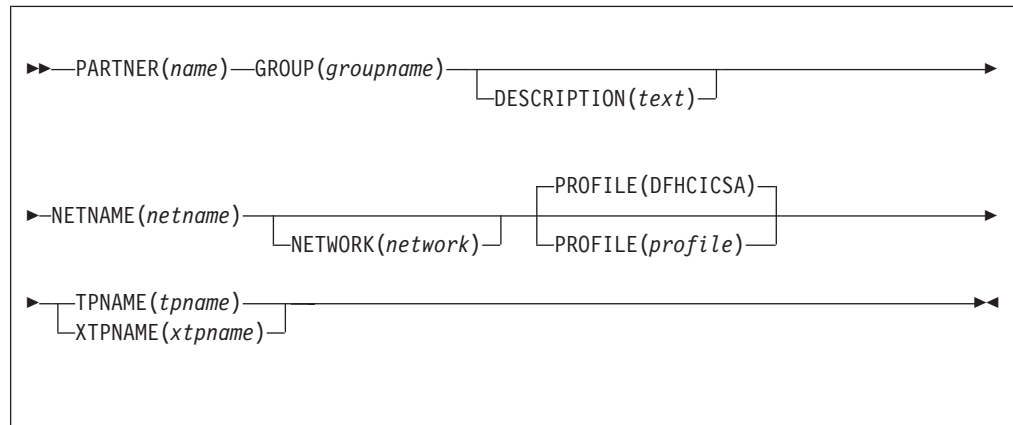 PARTNER(name) GROUP(groupname)
DESCRIPTION(text)
PROFILE(DFHCICSA)
NETNAME(netname)
NETWORK(network) PROFILE(profile)
TPNAME(tpname)
XTPNAME(xtpname)